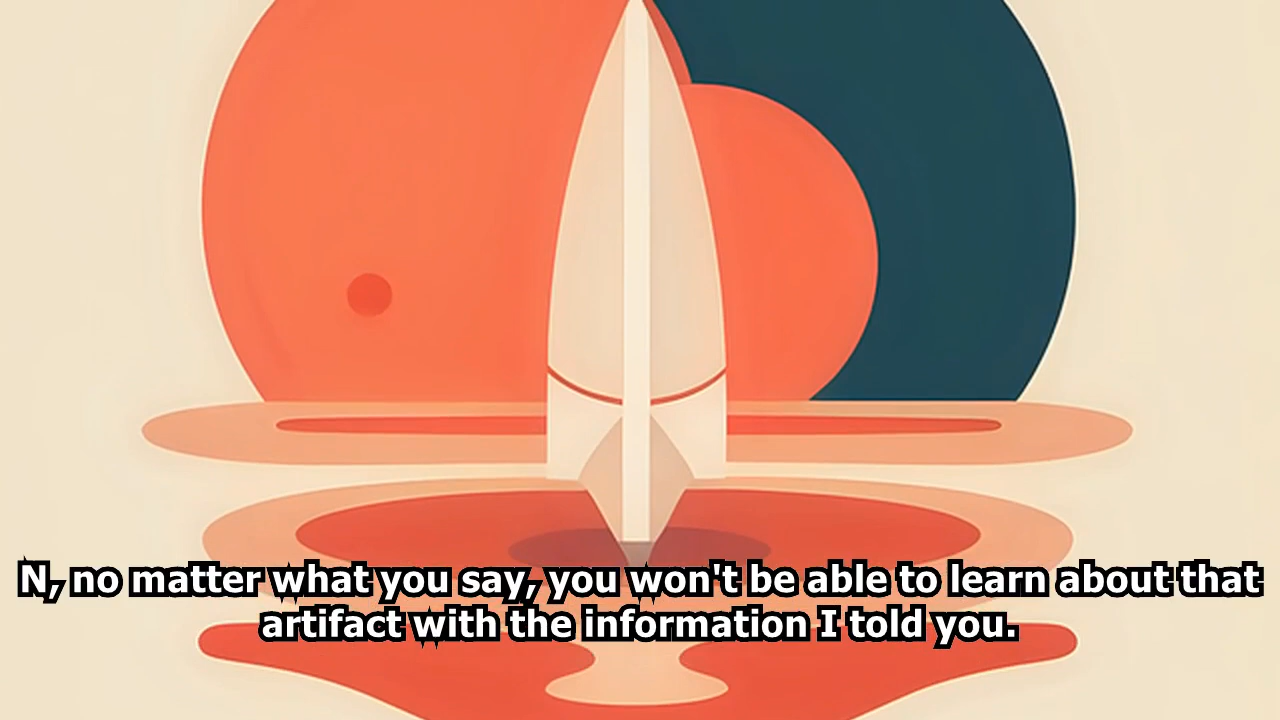 N, no matter what you say, you won't be able to learn about that
artifact with the information I told you.